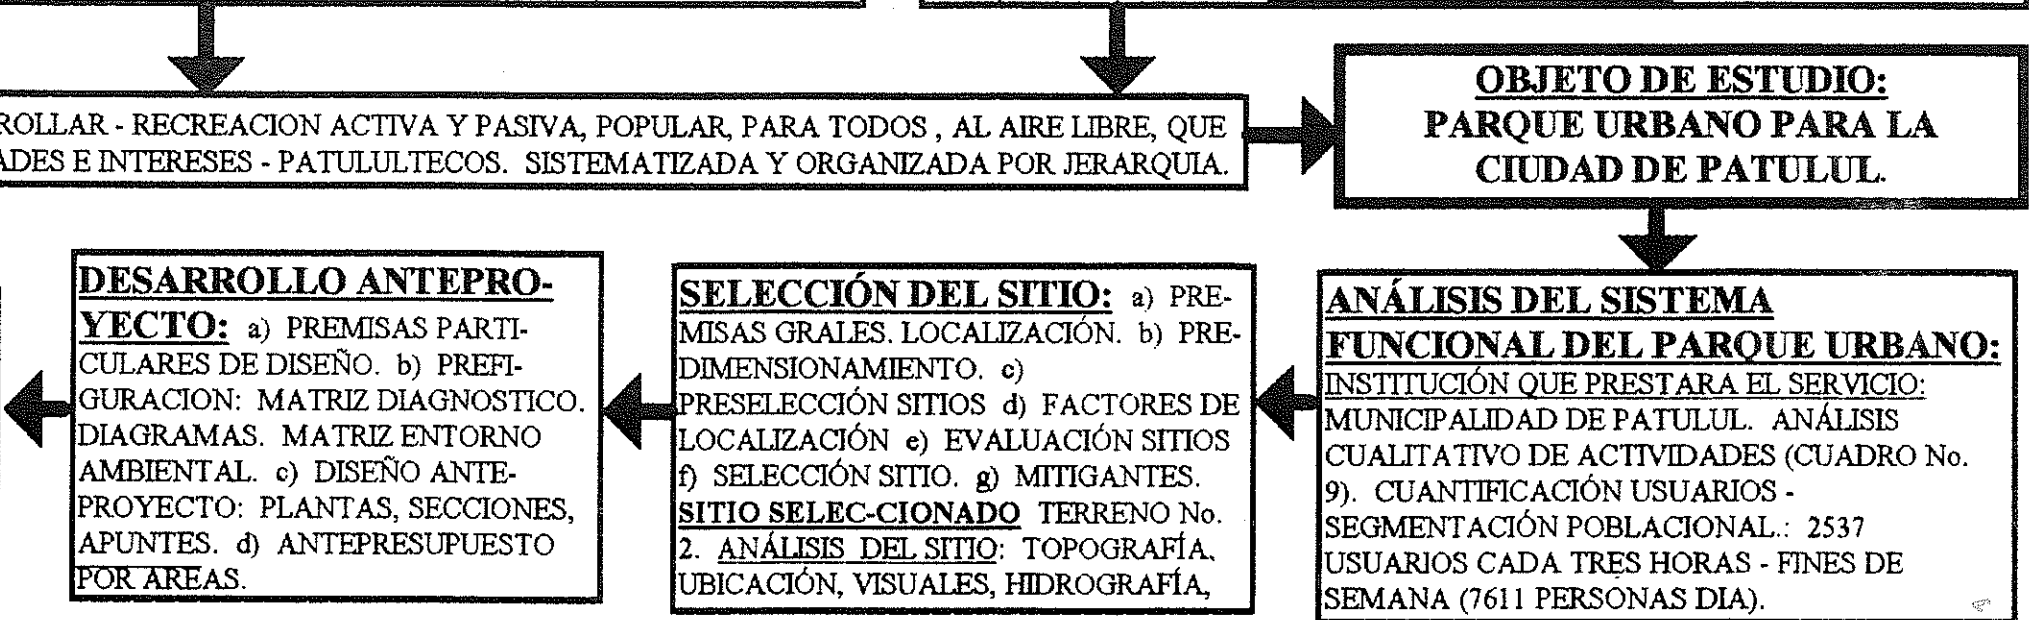 ROLLAR - RECREACION ACTIVA Y PASIVA, POPULAR, PARA TODOS , AL AIRE LIBRE, QUE
ADES E INTERESES - PATULULTECOS. SISTEMATIZADA Y ORGANIZADA POR JERARQUIA.
OBJETO DE ESTUDIO:
PARQUE URBANO PARA LA
CIUDAD DE PATULUL.
ANÁLISIS DEL SISTEMA
FUNCIONAL DEL PARQUE URBANO:
INSTITUCIÓN QUE PRESTARA EL SERVICIO:
MUNICIPALIDAD DE PATULUL. ANÁLISIS
CUALITATIVO DE ACTIVIDADES (CUADRO No.
9). CUANTIFICACIÓN USUARIOS -
SEGMENTACIÓN POBLACIONAL.: 2537
USUARIOS CADA TRES HORAS - FINES DE
SEMANA (7611 PERSONAS DIA).
SELECCIÓN DEL SITIO: a) PRE-
MISAS GRALES. LOCALIZACIÓN. b) PRE-
DIMENSIONAMIENTO. c)
PRESELECCIÓN SITIOS d) FACTORES DE
LOCALIZACIÓN e) EVALUACIÓN SITIOS
f) SELECCIÓN SITIO. g) MITIGANTES.
SITIO SELEC-CIONADO TERRENO No.
2. ANÁLISIS DEL SITIO: TOPOGRAFÍA,
UBICACIÓN, VISUALES, HIDROGRAFÍA,
DESARROLLO ANTEPRO-
YECTO: a) PREMISAS PARTI-
CULARES DE DISEÑO. b) PREFI-
GURACION: MATRIZ DIAGNOSTICO.
DIAGRAMAS. MATRIZ ENTORNO
AMBIENTAL. c) DISEÑO ANTE-
PROYECTO: PLANTAS, SECCIONES,
APUNTES. d) ANTEPRESUPUESTO
POR AREAS.